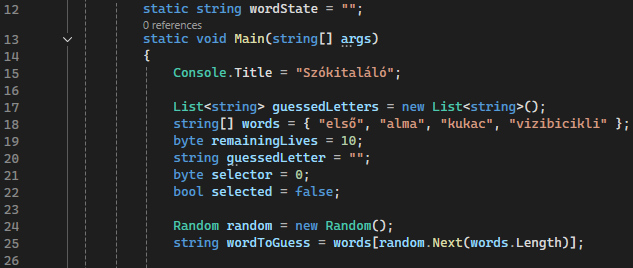 12 static string wordState = "";
0 references
13 static void Main(string[] args)
14 {
15 Console.Title = "Szókitaláló";
16
17 List<string> guessedLetters = new List<string>();
18 string[] words = { "első", "alma", "kukac", "vizibicikli" };
19 byte remainingLives = 10;
20 string guessedLetter = "";
21 byte selector = 0;
22 bool selected = false;
23
24 Random random = new Random();
25 string wordToGuess = words[random.Next(words.Length)];
26